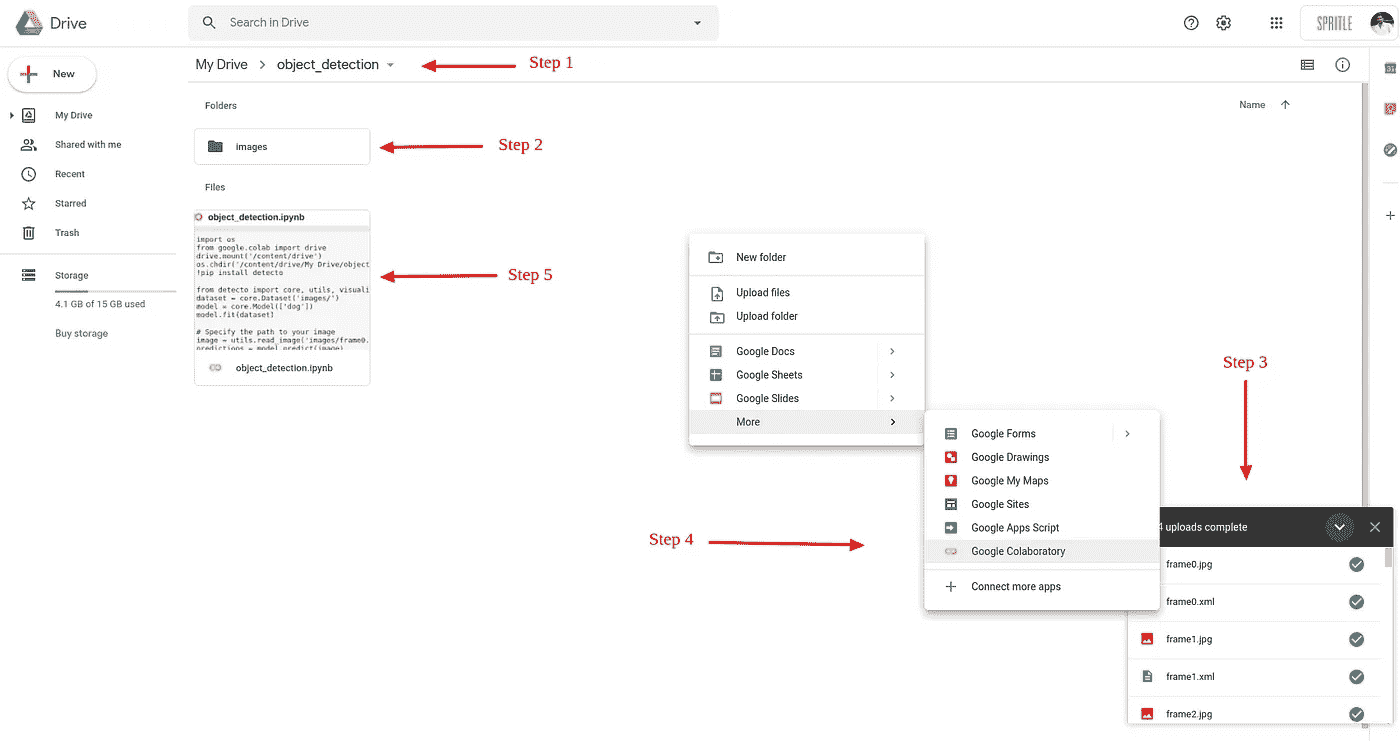 Drive
Search in Drive
SPRITLE
New
My Drive
Shared with me
Recent
Starred
Trash
Storage
4.1 GB of 15 GB used
Buy storage
My Drive > object_detection
Step 1
Folders
Name
images
Step 2
Files
object_detection.ipynb
import os
from google.colab import drive
drive.mount('/content/drive')
os.chdir('/content/drive/My Drive/object
!pip install detecto
from detecto import core, utils, visuali
dataset = core.Dataset('images/')
model = core.Model(['dog'])
model.fit(dataset)
# Specify the path to your image
image = utils.read_image('images/frame0.
predictions = model.predict(image)
object_detection.ipynb
Step 5
New folder
Upload files
Upload folder
Google Docs
Google Sheets
Google Slides
More
Google Forms
Google Drawings
Google My Maps
Google Sites
Google Apps Script
Google Colaboratory
Connect more apps
Step 4
Step 3
4 uploads complete
frame0.jpg
frame0.xml
frame1.jpg
frame1.xml
frame2.jpg